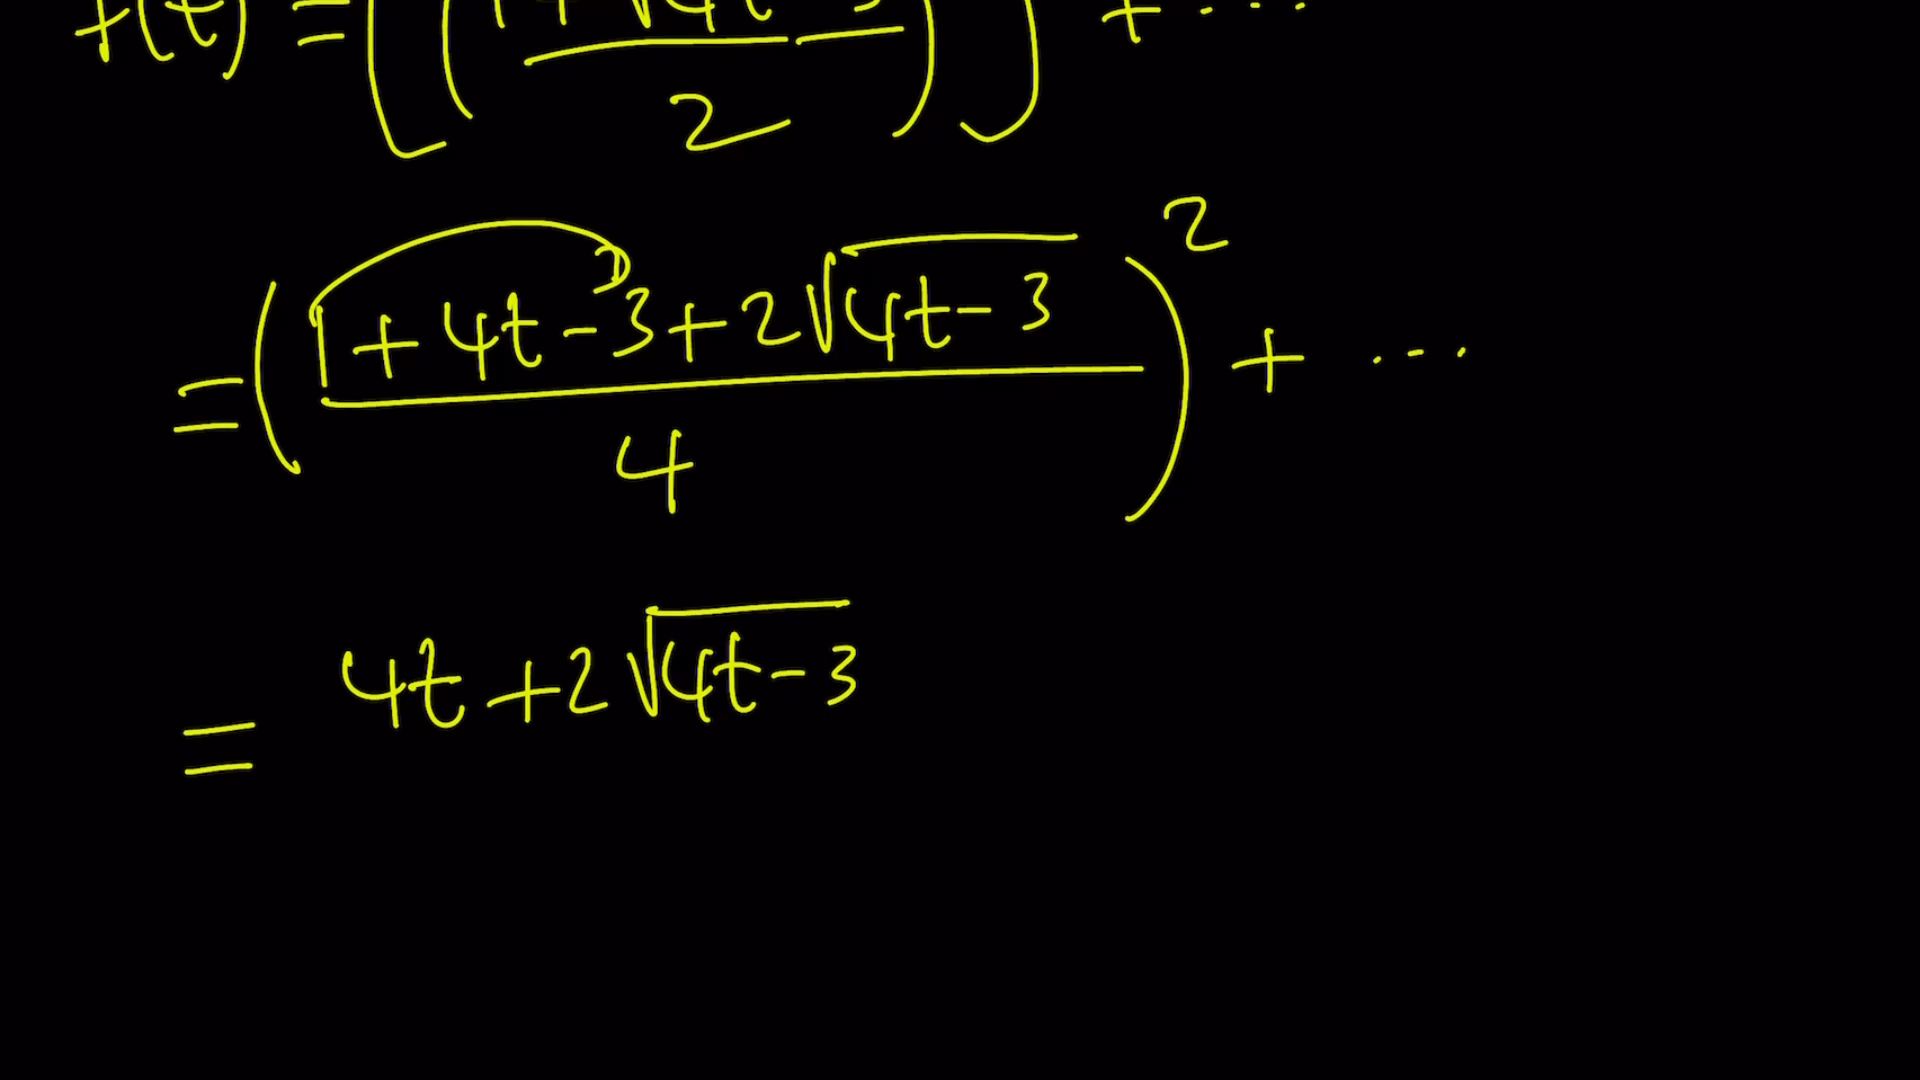 f(t) = [((1 + √4t - 3)/2)] + ...
= ((1 + 4t - 3 + 2√(4t - 3))/4)² + ...
= 4t + 2√(4t - 3)